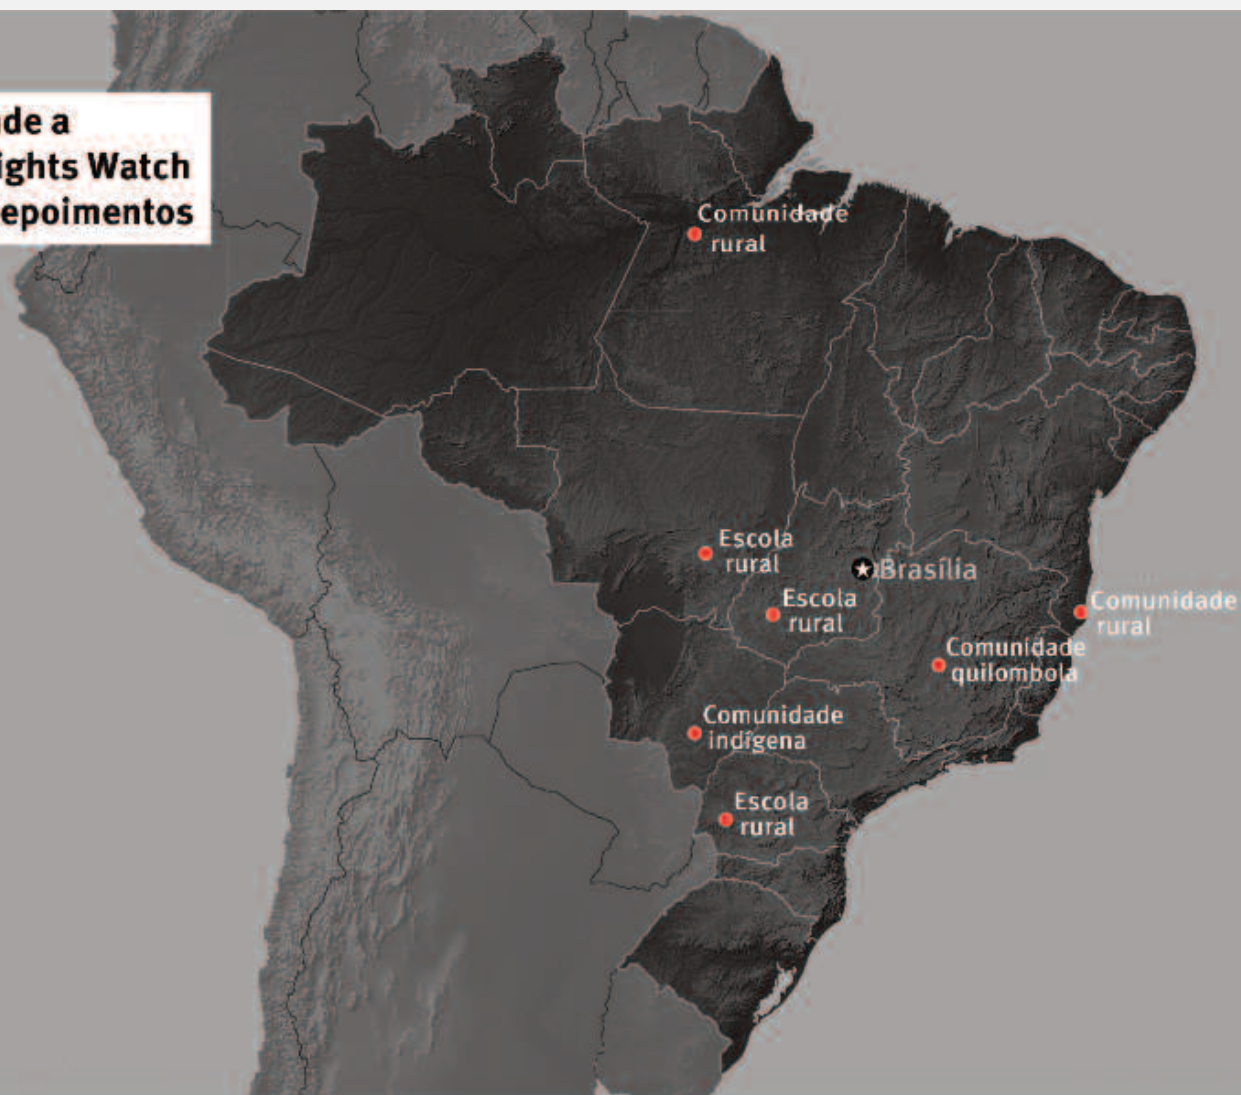 de a
ights Watch
epoimentos
Comunidade
rural
Escola
rural
Brasília
Escola
rural
Comunidade
rural
Comunidade
quilombola
Comunidade
indígena
Escola
rural